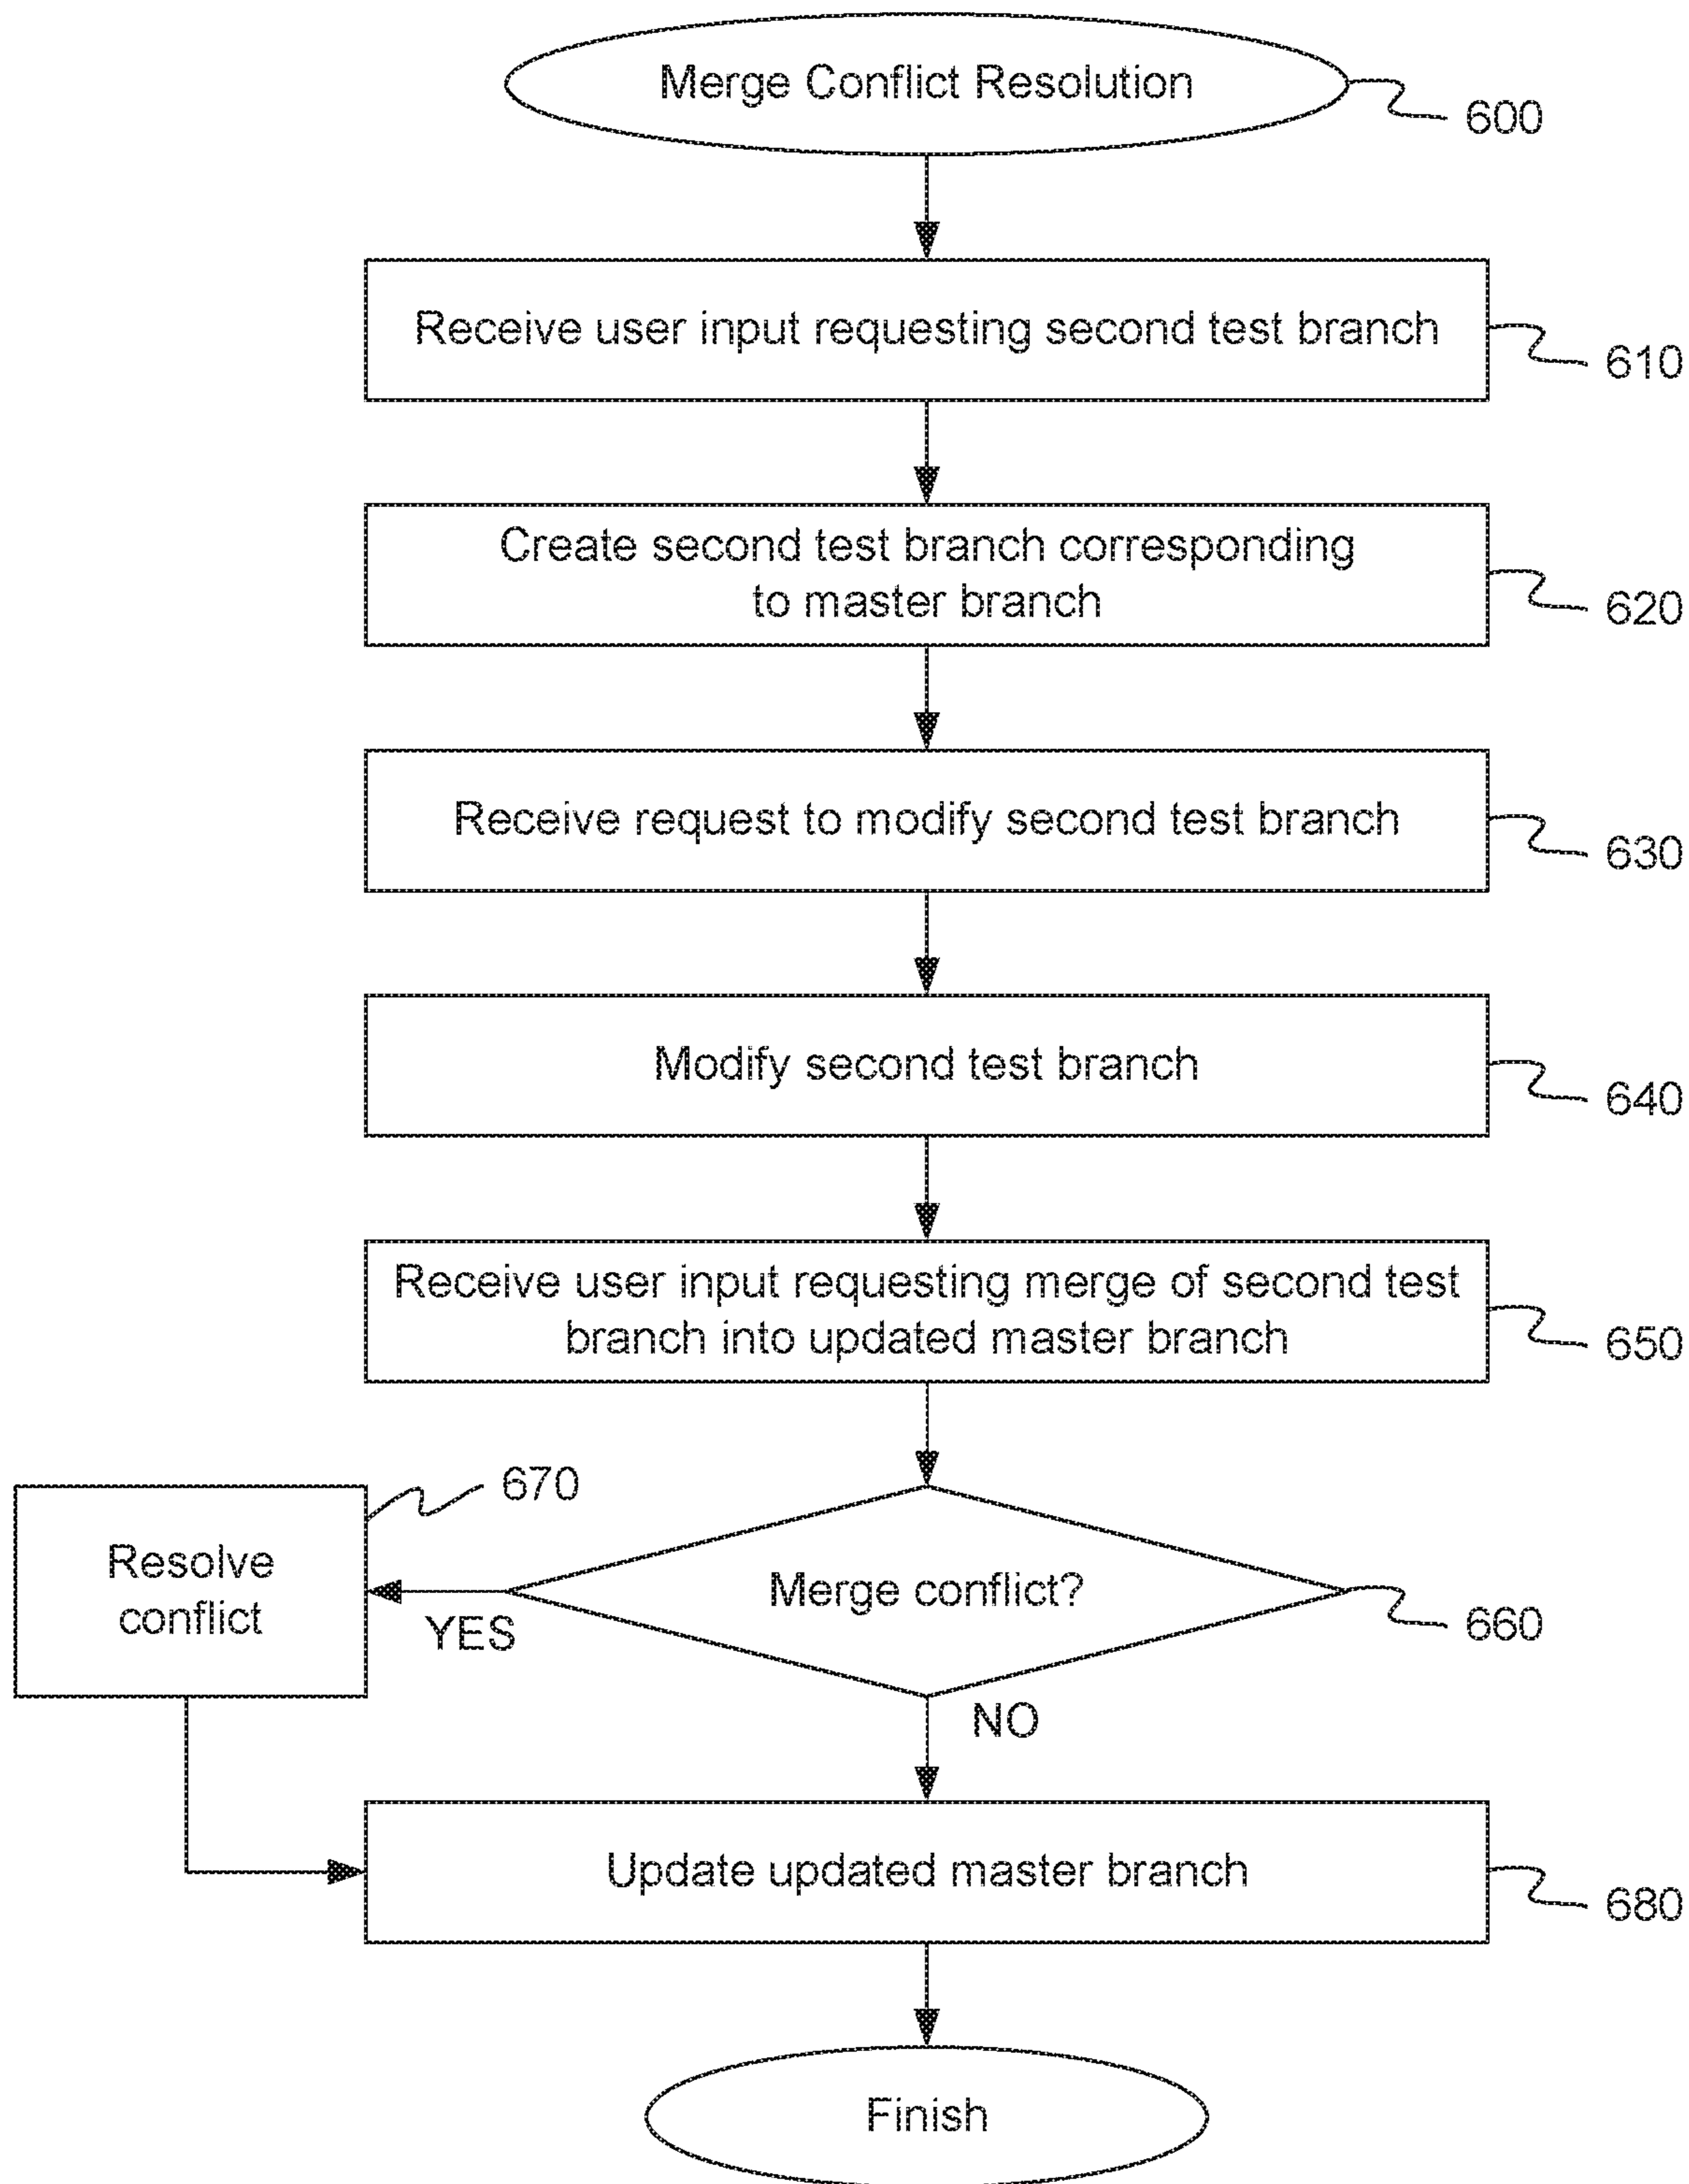 Merge Conflict Resolution
600
Receive user input requesting second test branch
610
Create second test branch corresponding
to master branch
620
Receive request to modify second test branch
630
Modify second test branch
640
Receive user input requesting merge of second test
branch into updated master branch
650
670
Resolve
conflict
YES
Merge conflict?
660
NO
Update updated master branch
680
Finish